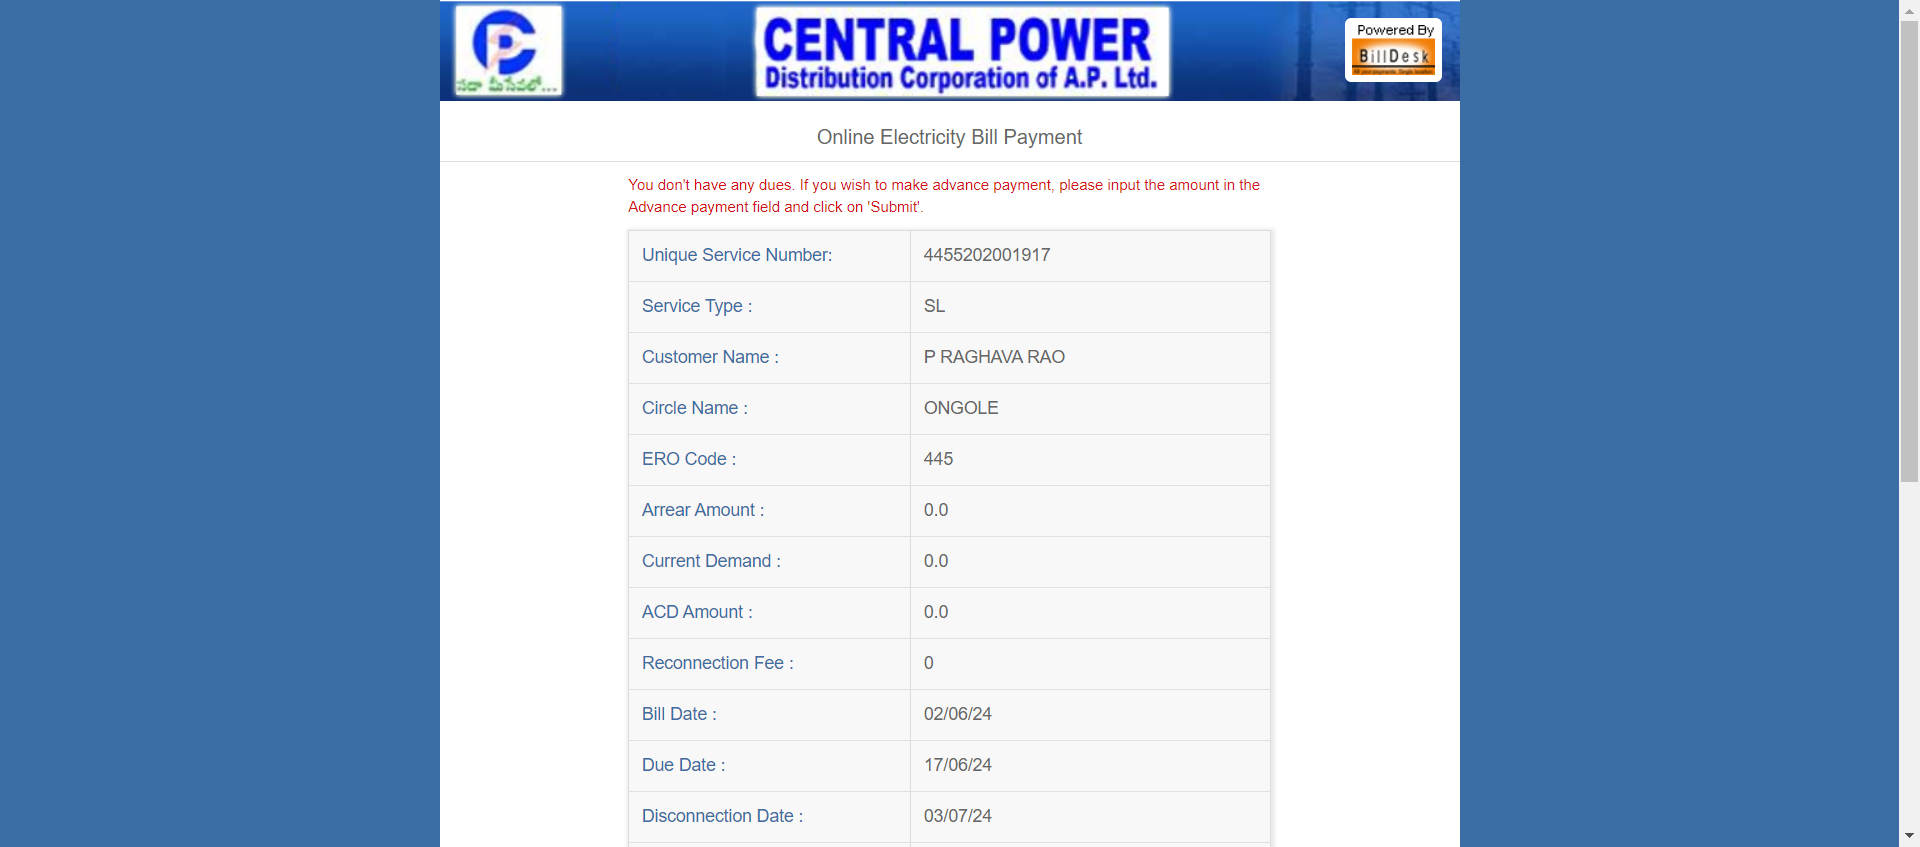 సదా మీసేవలో...
CENTRAL POWER
Distribution Corporation of A.P. Ltd.
Powered By
BillDesk
Online Electricity Bill Payment
You don't have any dues. If you wish to make advance payment, please input the amount in the
Advance payment field and click on 'Submit'.
Unique Service Number: 4455202001917
Service Type : SL
Customer Name : P RAGHAVA RAO
Circle Name : ONGOLE
ERO Code : 445
Arrear Amount : 0.0
Current Demand : 0.0
ACD Amount : 0.0
Reconnection Fee : 0
Bill Date : 02/06/24
Due Date : 17/06/24
Disconnection Date : 03/07/24